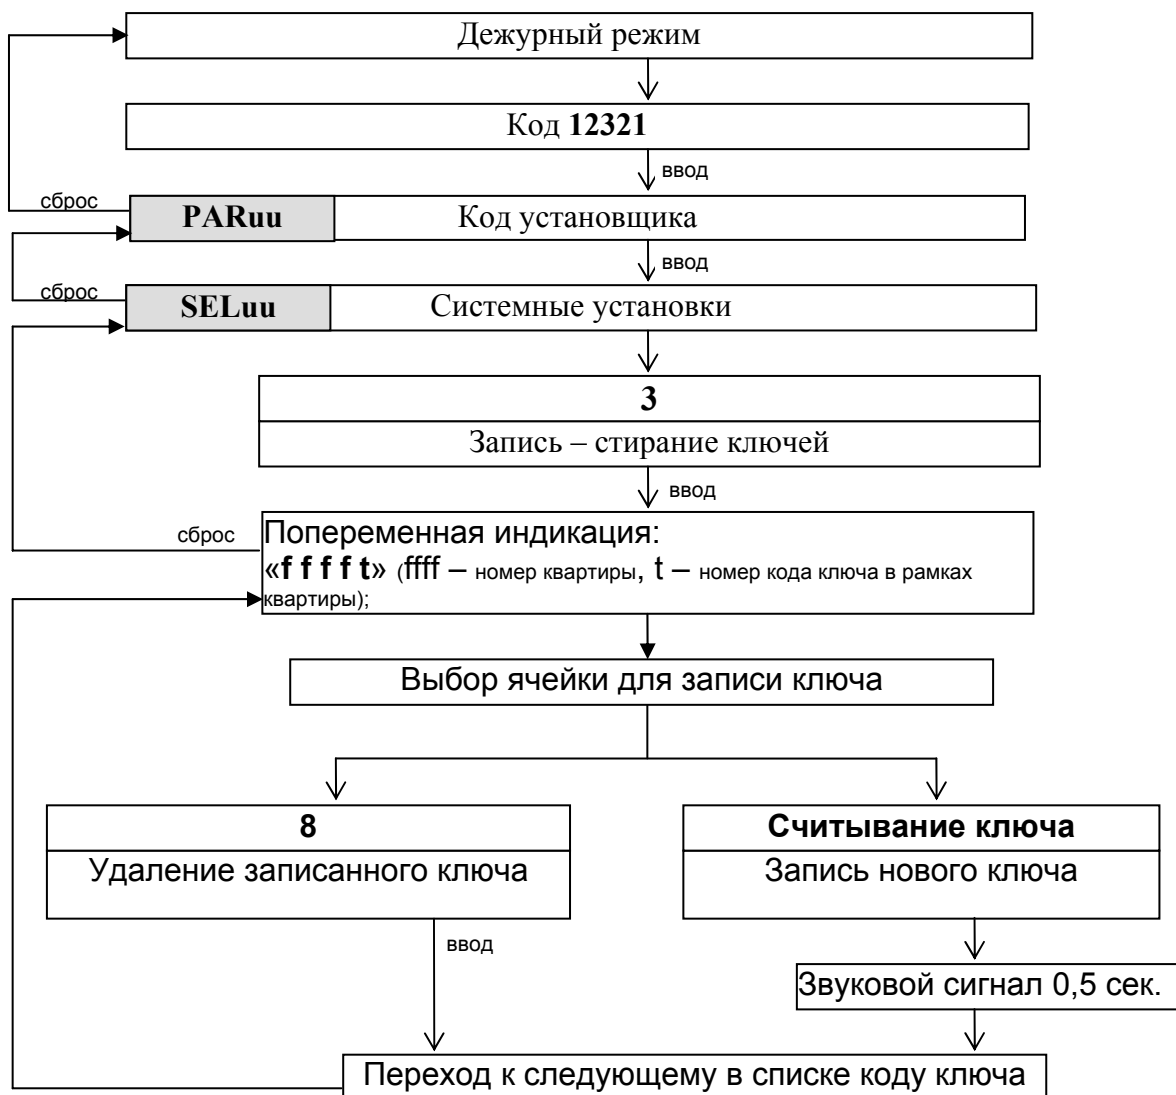 Дежурный режим
Код 12321
ввод
сброс
PARuu Код установщика
ввод
сброс
SELuu Системные установки
3
Запись – стирание ключей
ввод
сброс
Попеременная индикация:
«f f f f t» (ffff – номер квартиры, t – номер кода ключа в рамках
квартиры);
Выбор ячейки для записи ключа
8
Удаление записанного ключа
ввод
Считывание ключа
Запись нового ключа
Звуковой сигнал 0,5 сек.
Переход к следующему в списке коду ключа